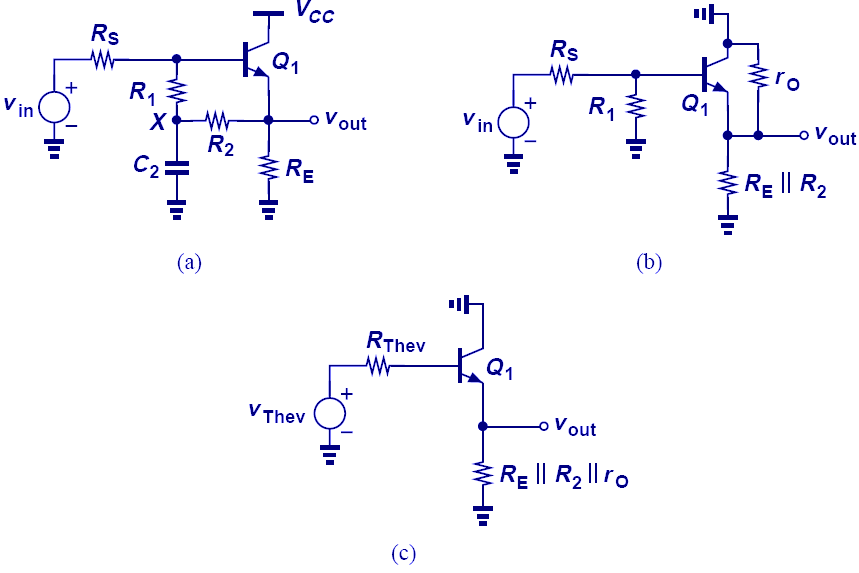 V_CC
R_S
Q_1
R_1
v_in
+
−
X
R_2
v_out
C_2
R_E
(a)
R_S
r_O
Q_1
R_1
v_in
+
−
v_out
R_E || R_2
(b)
R_Thev
Q_1
v_Thev
+
−
v_out
R_E || R_2 || r_O
(c)